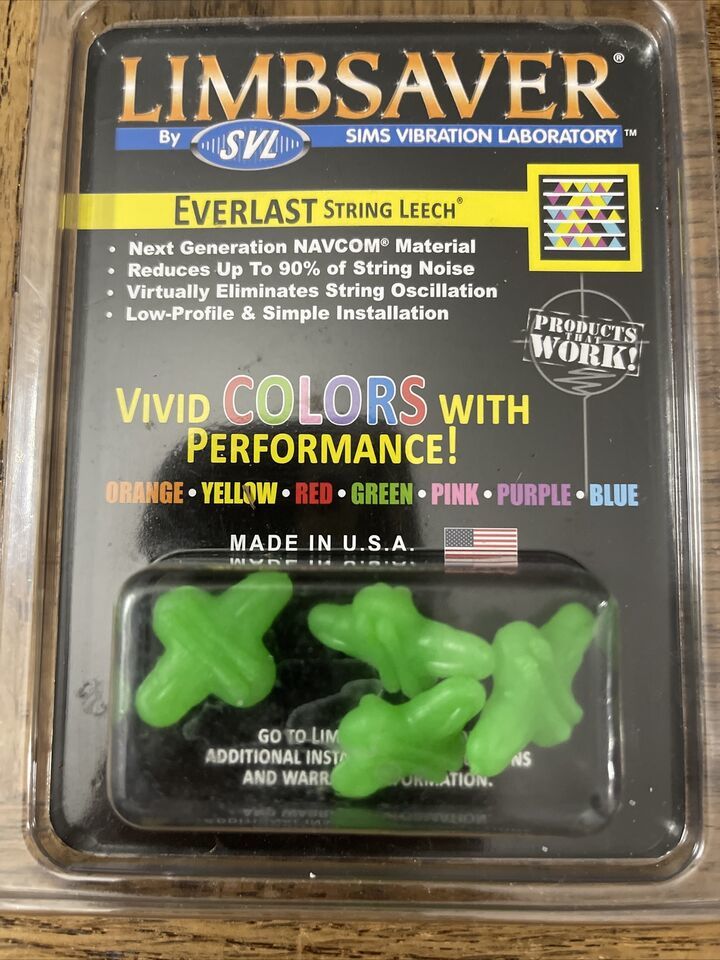 LIMBSAVER®
By SVL SIMS VIBRATION LABORATORY™
EVERLAST STRING LEECH®
• Next Generation NAVCOM® Material
• Reduces Up To 90% of String Noise
• Virtually Eliminates String Oscillation
• Low-Profile & Simple Installation
PRODUCTS
THAT
WORK!
VIVID COLORS WITH
PERFORMANCE!
ORANGE • YELLOW • RED • GREEN • PINK • PURPLE • BLUE
MADE IN U.S.A.
GO TO
ADDITIONAL
AND